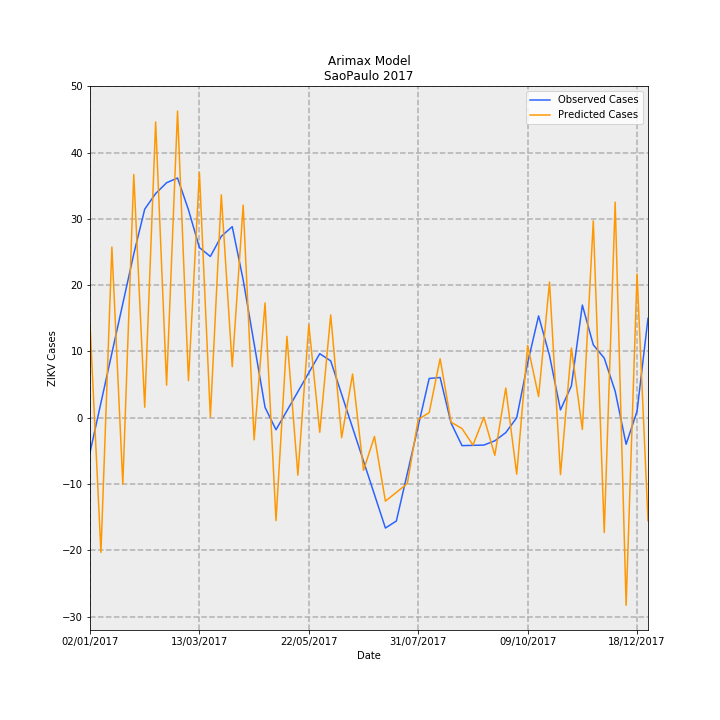 Arimax Model
SaoPaulo 2017
Observed Cases
Predicted Cases
ZIKV Cases
50
40
30
20
10
0
−10
−20
−30
02/01/2017
13/03/2017
22/05/2017
31/07/2017
09/10/2017
18/12/2017
Date